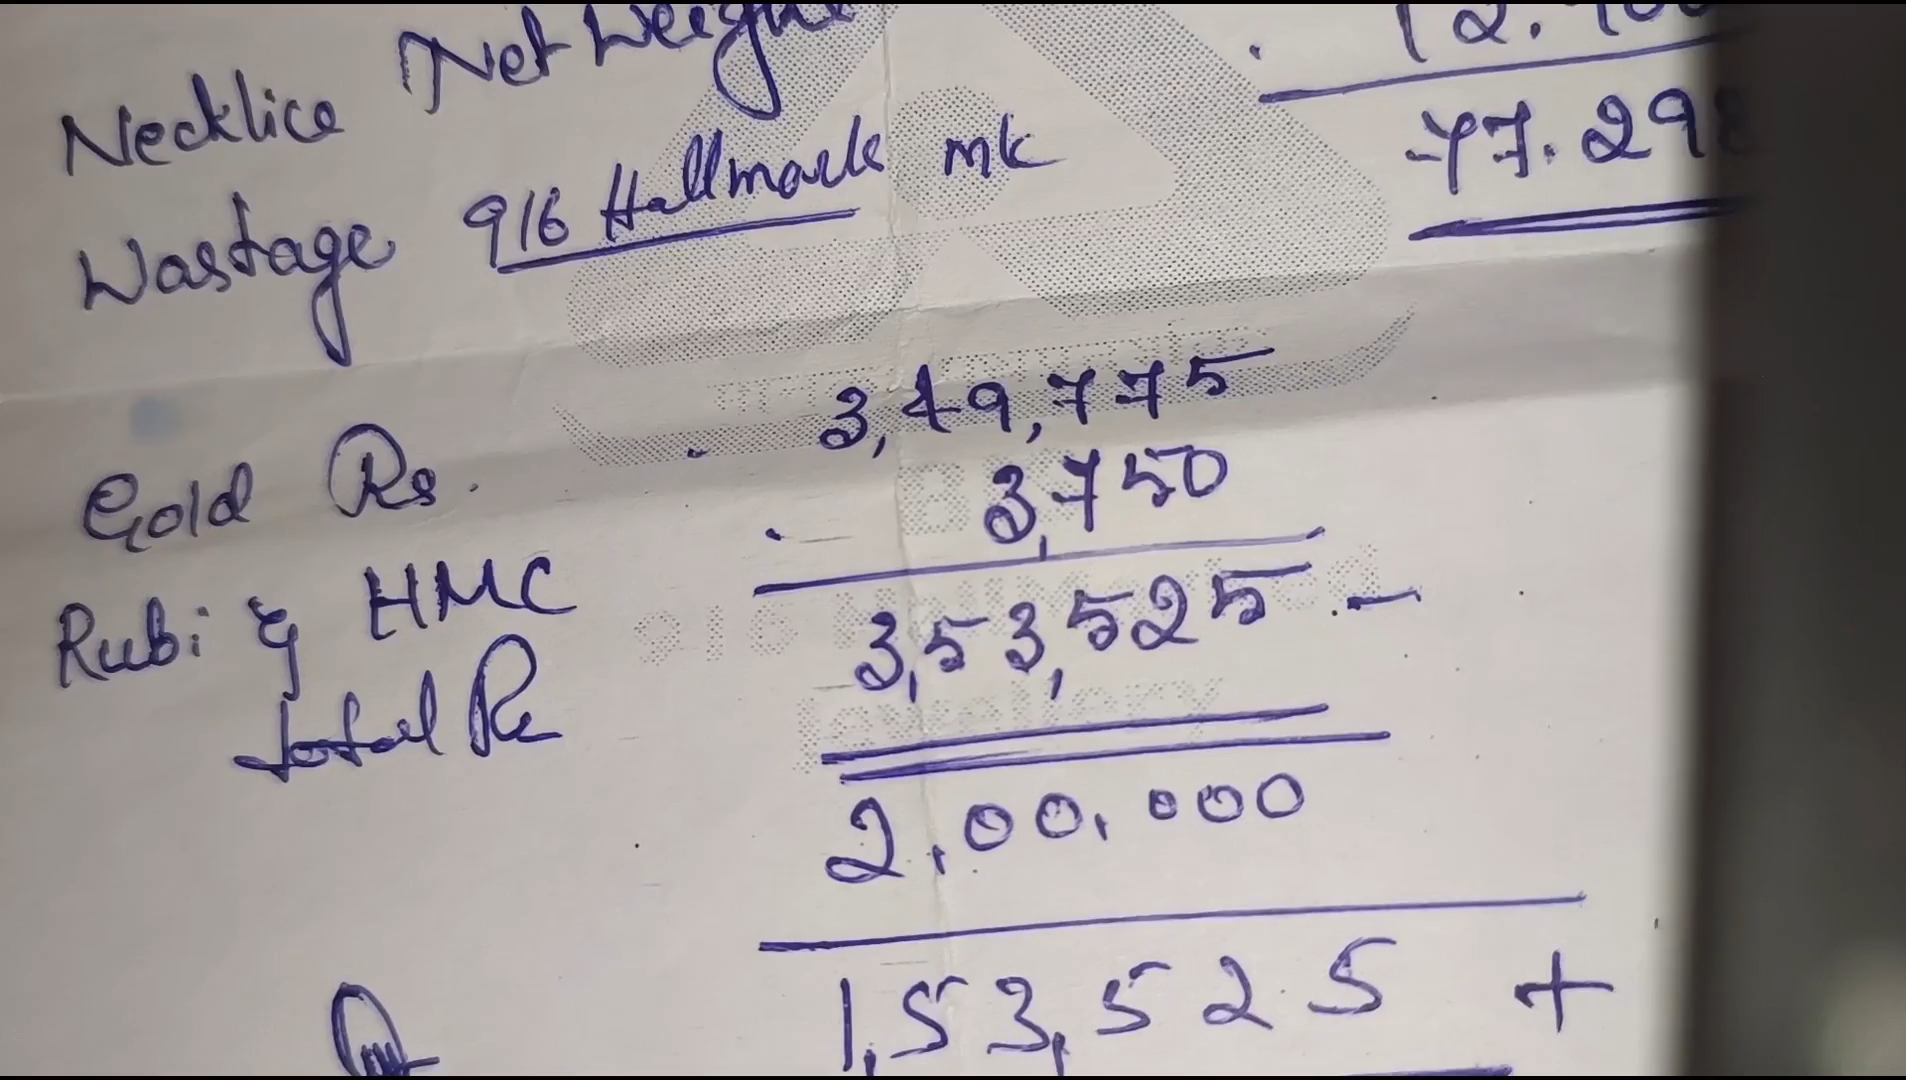 Necklice Net Weight
Wastage 916 Hallmark mk 77.298
Gold Rs. 3,49,775
Rubi & HMC 3,750
total Rs 3,53,525 -
2,00,000
1,53,525 +